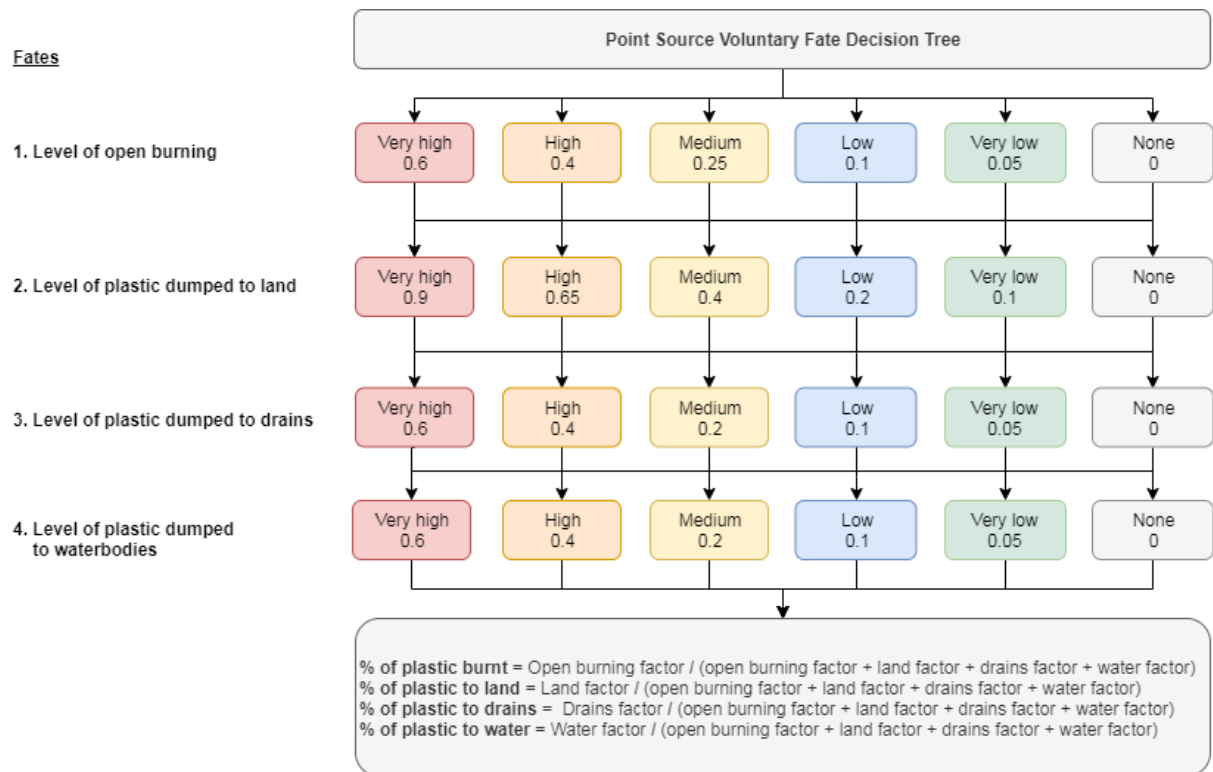 Point Source Voluntary Fate Decision Tree
Fates
1. Level of open burning
Very high
0.6
High
0.4
Medium
0.25
Low
0.1
Very low
0.05
None
0
2. Level of plastic dumped to land
Very high
0.9
High
0.65
Medium
0.4
Low
0.2
Very low
0.1
None
0
3. Level of plastic dumped to drains
Very high
0.6
High
0.4
Medium
0.2
Low
0.1
Very low
0.05
None
0
4. Level of plastic dumped
to waterbodies
Very high
0.6
High
0.4
Medium
0.2
Low
0.1
Very low
0.05
None
0
% of plastic burnt = Open burning factor / (open burning factor + land factor + drains factor + water factor)
% of plastic to land = Land factor / (open burning factor + land factor + drains factor + water factor)
% of plastic to drains = Drains factor / (open burning factor + land factor + drains factor + water factor)
% of plastic to water = Water factor / (open burning factor + land factor + drains factor + water factor)